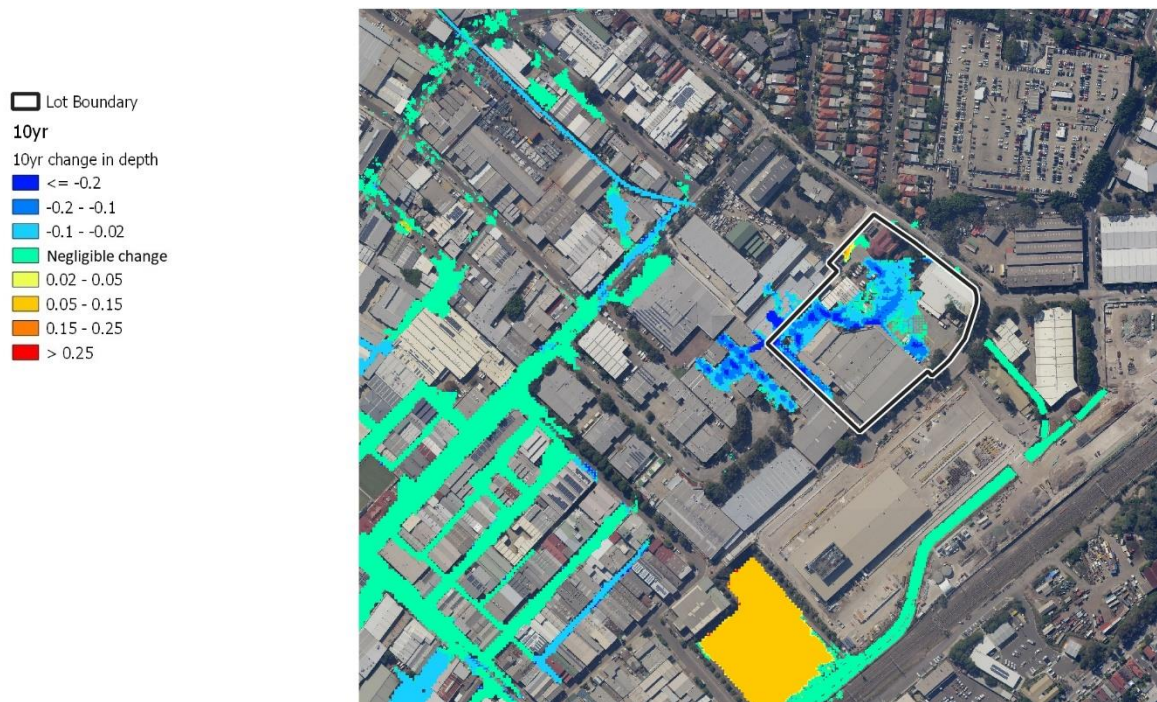 Lot Boundary
10yr
10yr change in depth
<= -0.2
-0.2 - -0.1
-0.1 - -0.02
Negligible change
0.02 - 0.05
0.05 - 0.15
0.15 - 0.25
> 0.25